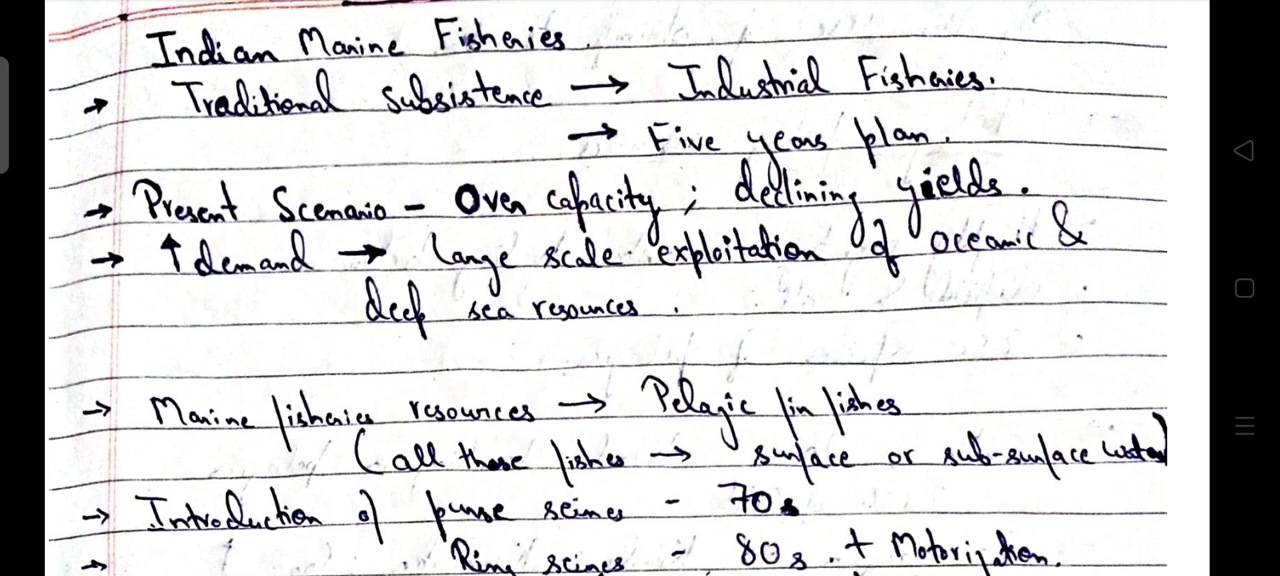 Indian Marine Fisheries.
→ Traditional subsistence → Industrial Fisheries.
→ Five years plan.
→ Present Scenario - Over capacity ; declining yields.
→ ↑ demand → large scale exploitation of oceanic &
deep sea resources.
→ Marine fisheries resources → Pelagic fin fishes
(all those fishes → surface or sub-surface water)
→ Introduction of purse seines - 70s
→ Ring seines - 80s. + Motorization.